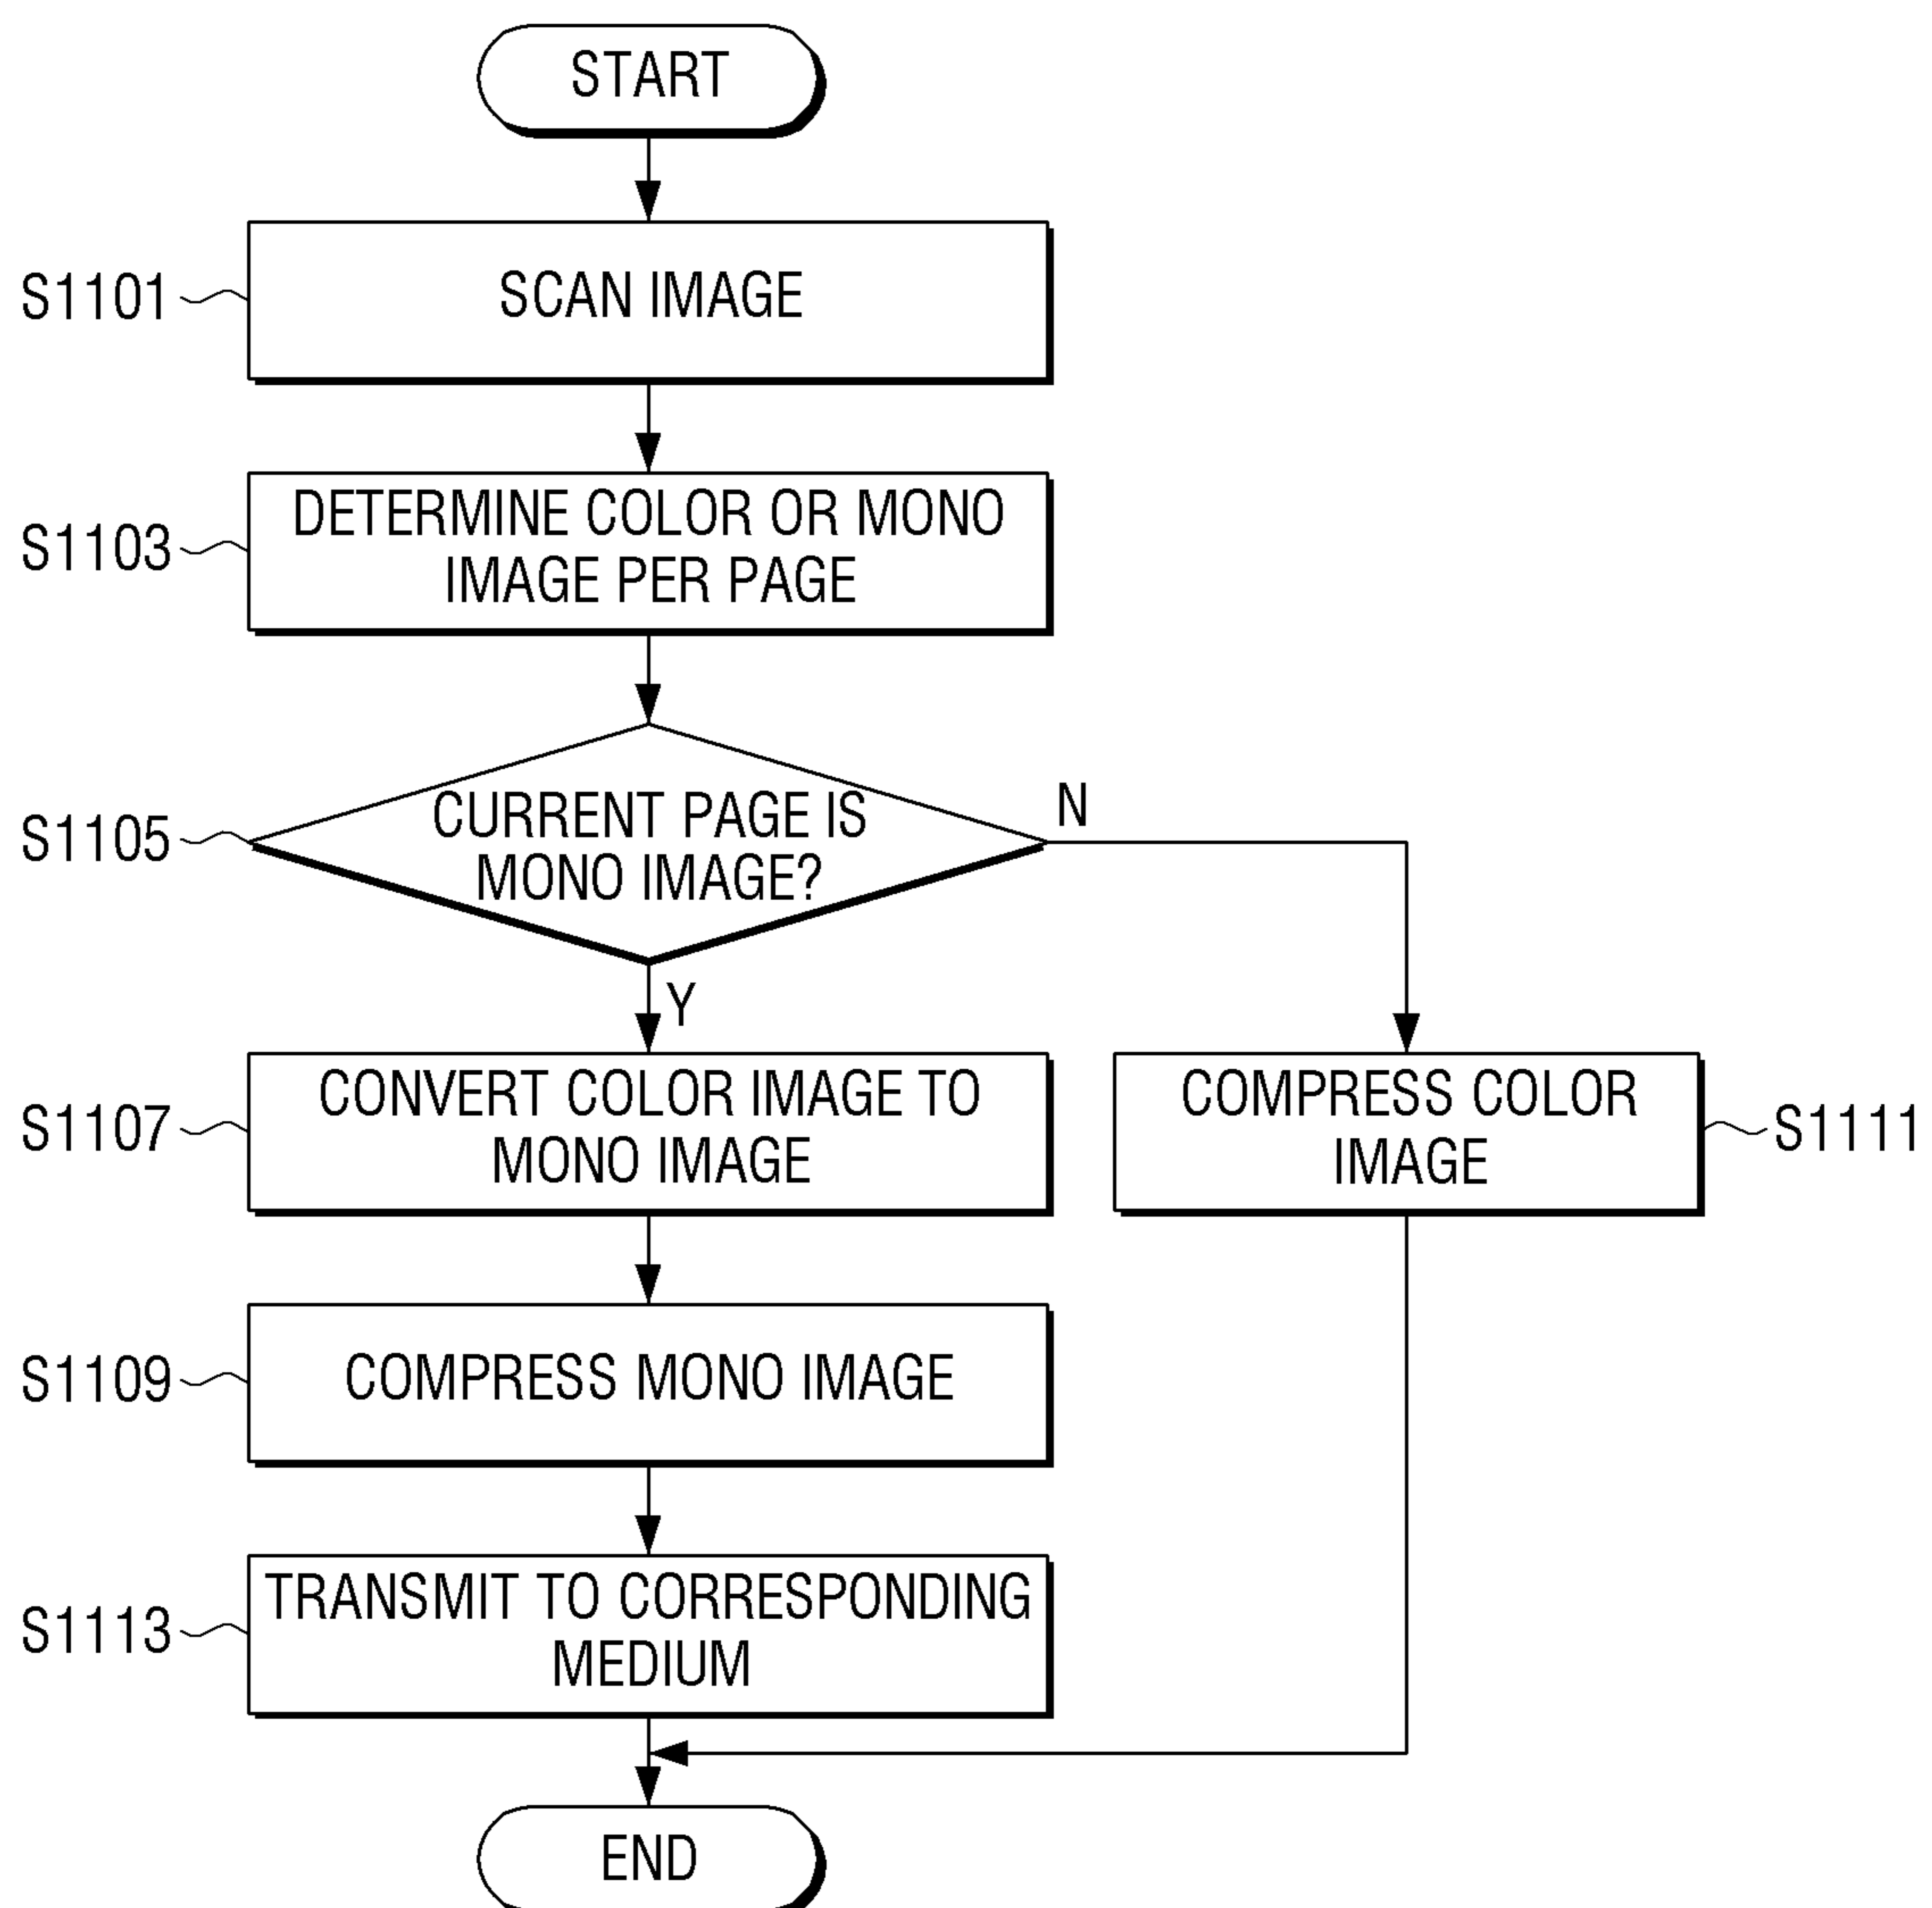 START
S1101
SCAN IMAGE
S1103
DETERMINE COLOR OR MONO
IMAGE PER PAGE
S1105
CURRENT PAGE IS
MONO IMAGE?
N
Y
S1107
CONVERT COLOR IMAGE TO
MONO IMAGE
COMPRESS COLOR
IMAGE
S1111
S1109
COMPRESS MONO IMAGE
S1113
TRANSMIT TO CORRESPONDING
MEDIUM
END